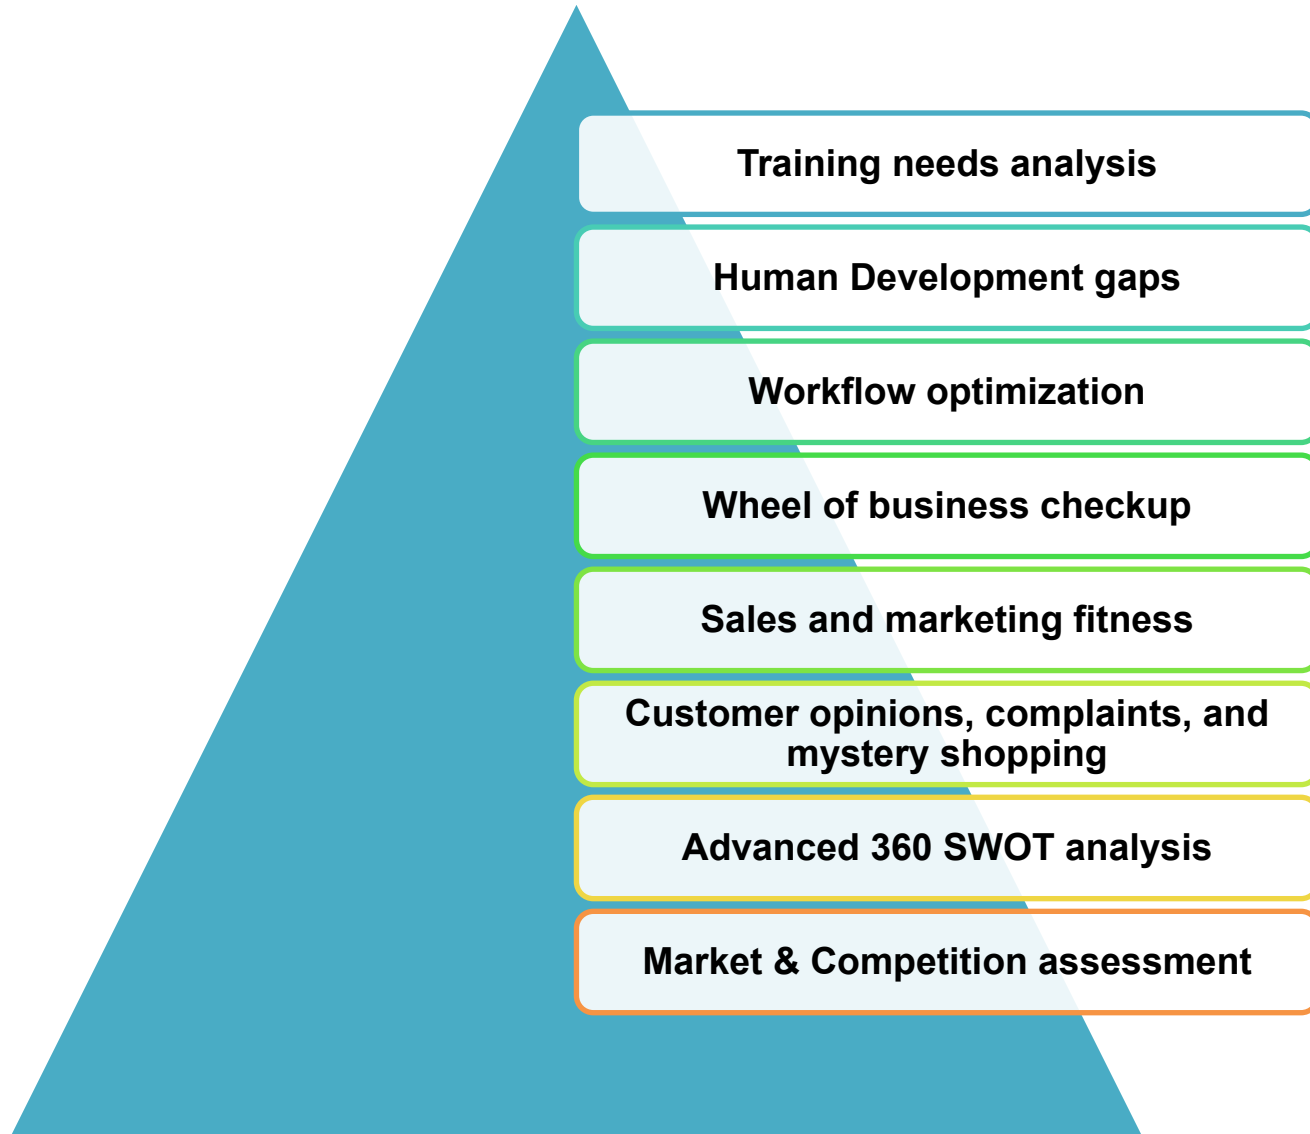 Training needs analysis
Human Development gaps
Workflow optimization
Wheel of business checkup
Sales and marketing fitness
Customer opinions, complaints, and
mystery shopping
Advanced 360 SWOT analysis
Market & Competition assessment